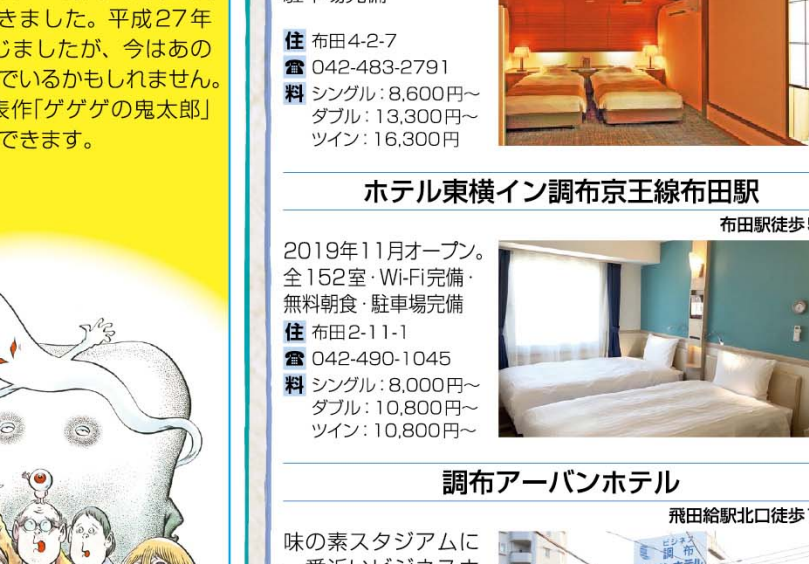 きました。平成27年
じましたが、今はあの
でいるかもしれません。
表作「ゲゲゲの鬼太郎」
できます。
住 布田4-2-7
☎ 042-483-2791
料 シングル:8,600円〜
ダブル:13,300円〜
ツイン:16,300円
ホテル東横イン調布京王線布田駅
布田駅徒歩
2019年11月オープン。
全152室・Wi-Fi完備・
無料朝食・駐車場完備
住 布田2-11-1
☎ 042-490-1045
料 シングル:8,000円〜
ダブル:10,800円〜
ツイン:10,800円〜
調布アーバンホテル
飛田給駅北口徒歩
味の素スタジアムに
ビジネス
調布